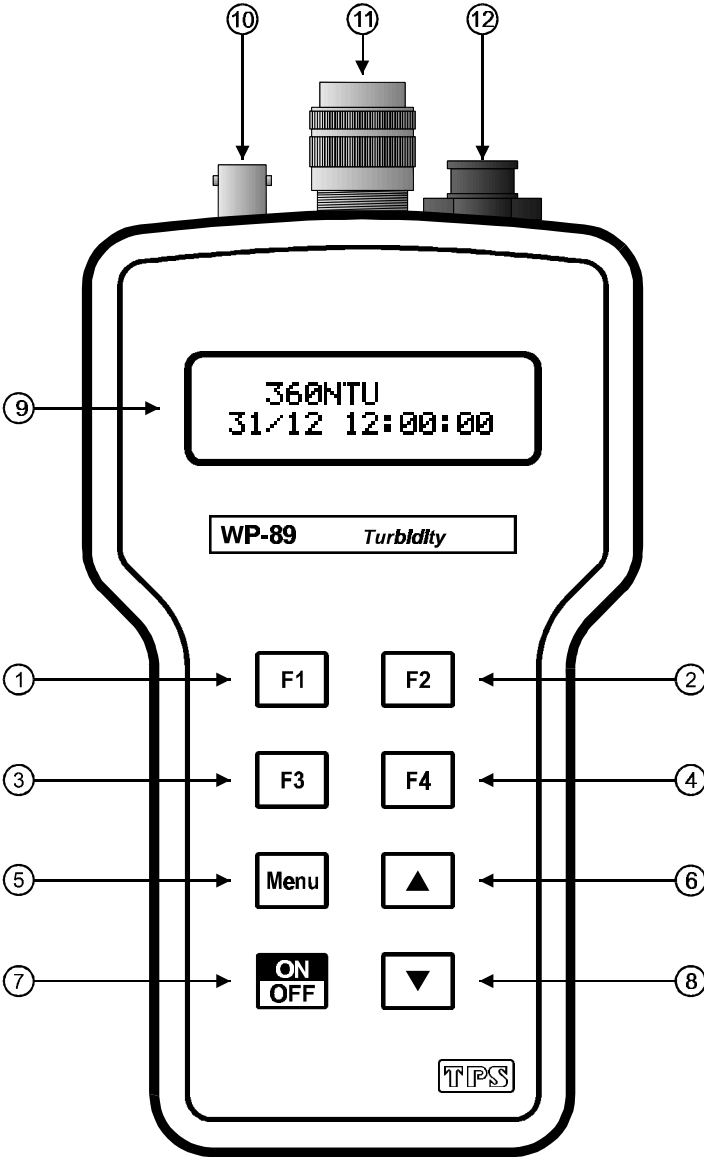 10 11 12
360NTU
9
31/12 12:00:00
WP-89 Turbidity
1 F1 F2 2
3 F3 F4 4
5 Menu ▲ 6
ON
7 ▼ 8
OFF
TPS